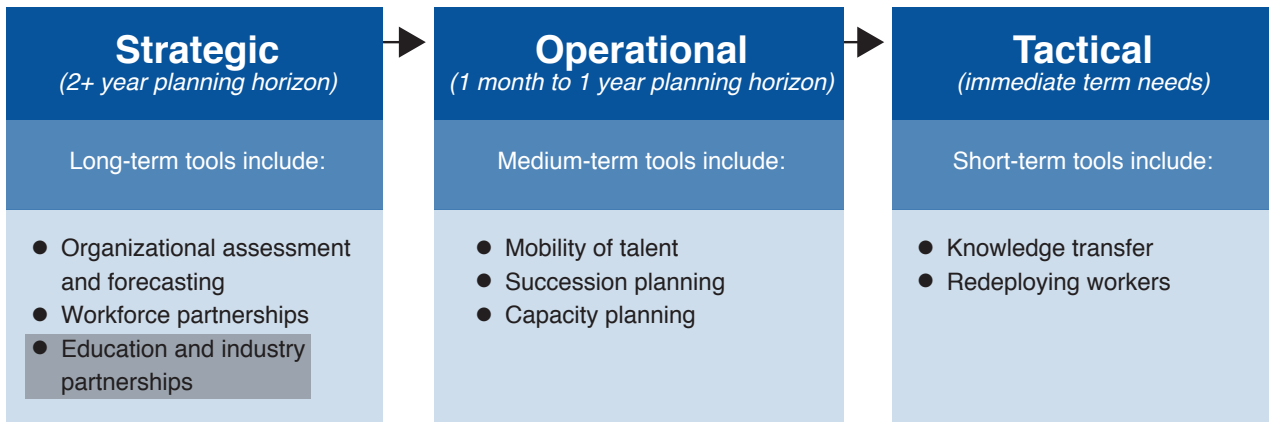 Strategic
(2+ year planning horizon)
Long-term tools include:
● Organizational assessment
and forecasting
● Workforce partnerships
● Education and industry
partnerships
Operational
(1 month to 1 year planning horizon)
Medium-term tools include:
● Mobility of talent
● Succession planning
● Capacity planning
Tactical
(immediate term needs)
Short-term tools include:
● Knowledge transfer
● Redeploying workers